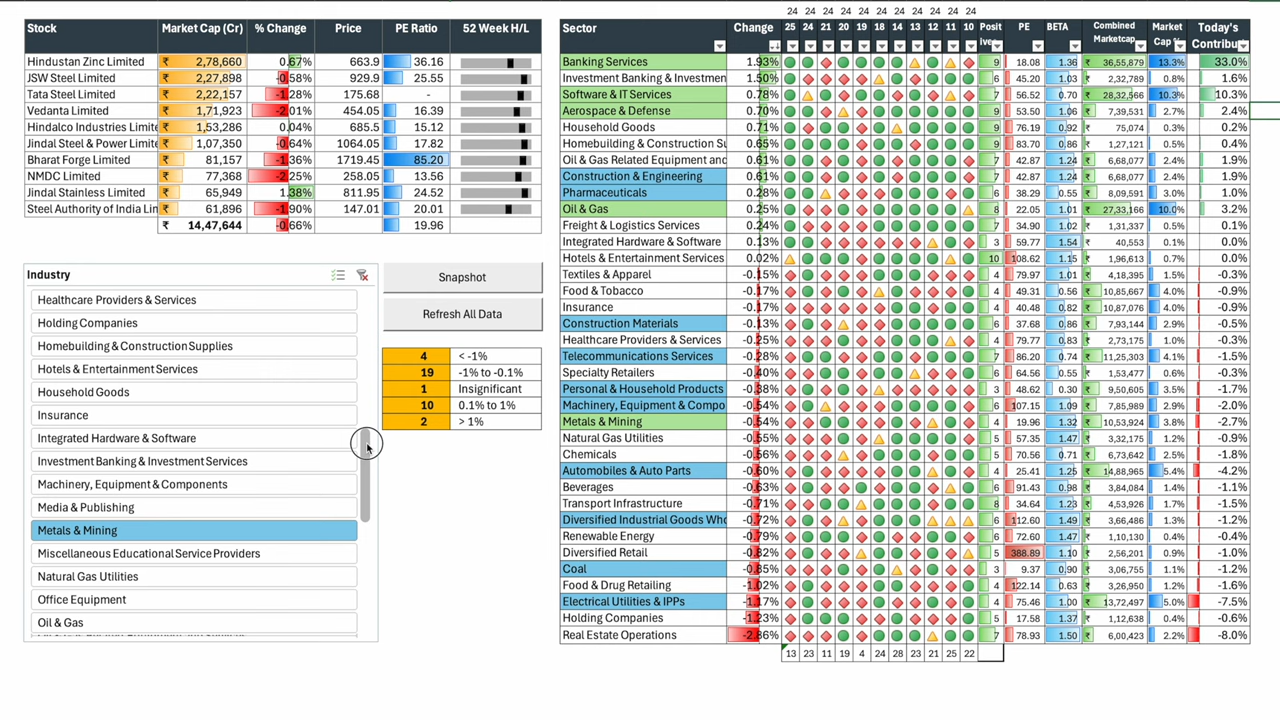 Stock Market Cap (Cr) % Change Price PE Ratio 52 Week H/L
Hindustan Zinc Limited ₹ 2,78,660 0.67% 663.9 36.16
JSW Steel Limited ₹ 2,27,898 -0.58% 929.9 25.55
Tata Steel Limited ₹ 2,22,157 -1.28% 175.68 -
Vedanta Limited ₹ 1,71,923 -2.01% 454.05 16.39
Hindalco Industries Limite ₹ 1,53,286 0.04% 685.5 15.12
Jindal Steel & Power Limite ₹ 1,07,350 -0.64% 1064.05 17.82
Bharat Forge Limited ₹ 81,157 -1.36% 1719.45 85.20
NMDC Limited ₹ 77,368 -2.25% 258.05 13.56
Jindal Stainless Limited ₹ 65,949 1.38% 811.95 24.52
Steel Authority of India Lin ₹ 61,896 -1.90% 147.01 20.01
₹ 14,47,644 -0.66% 19.96
Industry
Healthcare Providers & Services
Holding Companies
Homebuilding & Construction Supplies
Hotels & Entertainment Services
Household Goods
Insurance
Integrated Hardware & Software
Investment Banking & Investment Services
Machinery, Equipment & Components
Media & Publishing
Metals & Mining
Miscellaneous Educational Service Providers
Natural Gas Utilities
Office Equipment
Oil & Gas
Snapshot
Refresh All Data
4 < -1%
19 -1% to -0.1%
1 Insignificant
10 0.1% to 1%
2 > 1%
24 24 24 24 24 24 24 24 24 24 24
Sector Change 25 24 21 20 19 18 14 13 12 11 10 Posit ive PE BETA Combined Marketcap Market Cap % Today's Contribu
Banking Services 1.93% 9 18.08 1.36 ₹ 36,55,879 13.3% 33.0%
Investment Banking & Investmen 1.50% 6 45.20 1.03 ₹ 2,32,789 0.8% 1.6%
Software & IT Services 0.78% 7 56.52 0.70 ₹ 28,32,566 10.3% 10.3%
Aerospace & Defense 0.70% 9 53.50 1.06 ₹ 7,39,531 2.7% 2.4%
Household Goods 0.71% 9 76.19 0.92 ₹ 75,074 0.3% 0.2%
Homebuilding & Construction Su 0.65% 9 83.70 0.86 ₹ 1,27,121 0.5% 0.4%
Oil & Gas Related Equipment and 0.61% 7 42.87 1.24 ₹ 6,68,077 2.4% 1.9%
Construction & Engineering 0.61% 7 42.87 1.24 ₹ 6,68,077 2.4% 1.9%
Pharmaceuticals 0.28% 6 38.29 0.55 ₹ 8,09,591 3.0% 1.0%
Oil & Gas 0.25% 8 22.05 1.01 ₹ 27,33,166 10.0% 3.2%
Freight & Logistics Services 0.24% 7 34.90 1.02 ₹ 1,31,337 0.5% 0.1%
Integrated Hardware & Software 0.13% 3 59.77 1.54 ₹ 40,553 0.1% 0.0%
Hotels & Entertainment Services 0.02% 10 108.62 1.15 ₹ 1,96,613 0.7% 0.0%
Textiles & Apparel -0.15% 4 79.97 1.01 ₹ 4,18,395 1.5% -0.3%
Food & Tobacco -0.17% 4 49.31 0.56 ₹ 10,85,667 4.0% -0.9%
Insurance -0.17% 4 40.48 0.82 ₹ 10,87,076 4.0% -0.9%
Construction Materials -0.13% 6 37.68 0.86 ₹ 7,93,144 2.9% -0.5%
Healthcare Providers & Services -0.25% 4 79.77 0.83 ₹ 2,73,175 1.0% -0.3%
Telecommunications Services -0.28% 7 86.20 0.74 ₹ 11,25,303 4.1% -1.5%
Specialty Retailers -0.40% 6 64.56 0.55 ₹ 1,53,477 0.6% -0.3%
Personal & Household Products -0.38% 3 48.62 0.30 ₹ 9,50,605 3.5% -1.7%
Machinery, Equipment & Compo -0.54% 6 107.15 1.09 ₹ 7,85,989 2.9% -2.0%
Metals & Mining -0.54% 4 19.96 1.32 ₹ 10,53,924 3.8% -2.7%
Natural Gas Utilities -0.55% 5 57.35 1.47 ₹ 3,32,175 1.2% -0.9%
Chemicals -0.56% 4 70.56 0.71 ₹ 6,73,642 2.5% -1.8%
Automobiles & Auto Parts -0.60% 4 25.41 1.25 ₹ 14,88,965 5.4% -4.2%
Beverages -0.63% 6 91.43 0.98 ₹ 3,84,084 1.4% -1.1%
Transport Infrastructure -0.71% 8 34.64 1.23 ₹ 4,53,926 1.7% -1.5%
Diversified Industrial Goods Who -0.72% 6 112.60 1.49 ₹ 3,66,486 1.3% -1.2%
Renewable Energy -0.79% 6 72.60 1.47 ₹ 1,10,130 0.4% -0.4%
Diversified Retail -0.82% 5 388.89 1.10 ₹ 2,56,201 0.9% -1.0%
Coal -0.85% 3 9.37 0.90 ₹ 3,06,755 1.1% -1.2%
Food & Drug Retailing -1.02% 4 122.14 0.63 ₹ 3,26,950 1.2% -1.6%
Electrical Utilities & IPPs -1.17% 4 75.46 1.00 ₹ 13,72,497 5.0% -7.5%
Holding Companies -1.23% 5 17.58 1.37 ₹ 1,12,638 0.4% -0.6%
Real Estate Operations -2.86% 7 78.93 1.50 ₹ 6,00,423 2.2% -8.0%
13 23 11 19 4 24 28 23 21 25 22